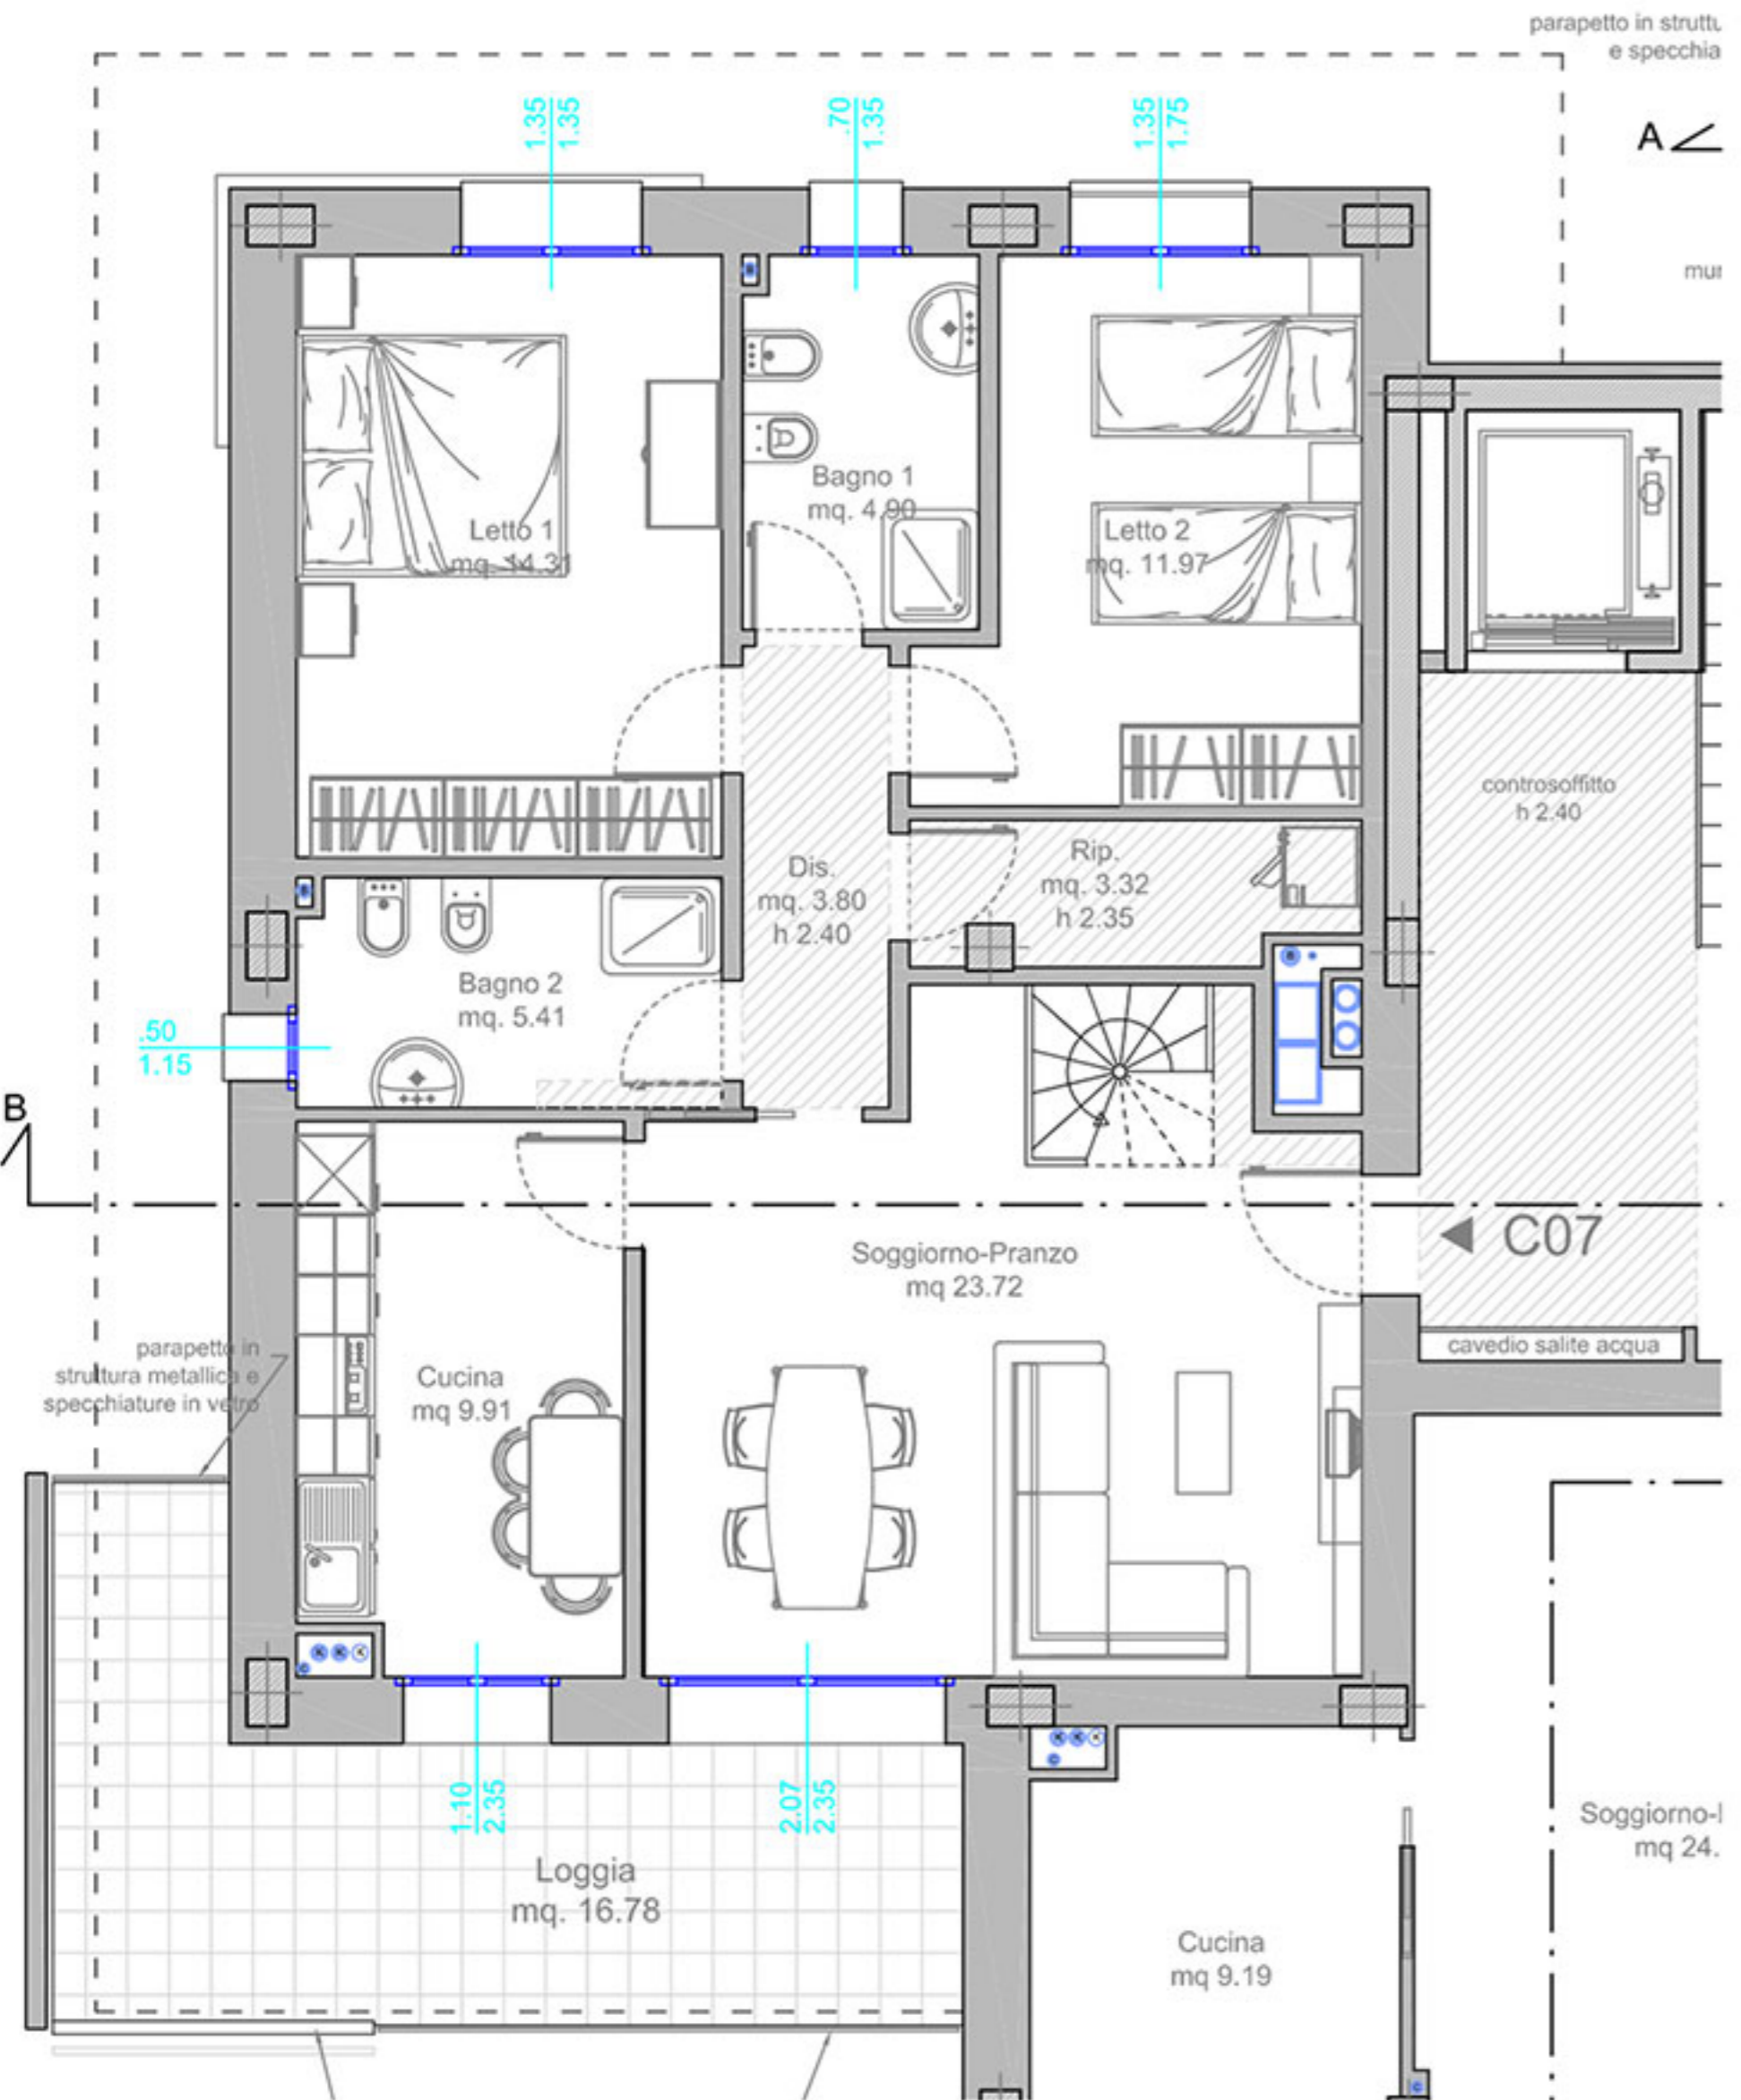 parapetto in struttu
e specchia
1.35
1.35
.70
1.35
1.35
1.75
A
mur
Bagno 1
mq. 4.90
Letto 1
mq. 14.31
Letto 2
mq. 11.97
controsoffitto
h 2.40
Dis.
mq. 3.80
h 2.40
Rip.
mq. 3.32
h 2.35
Bagno 2
mq. 5.41
.50
1.15
B
C07
Soggiorno-Pranzo
mq 23.72
parapetto in
struttura metallica e
specchiature in vetro
cavedio salite acqua
Cucina
mq 9.91
1.10
2.35
2.07
2.35
Loggia
mq. 16.78
Soggiorno-
mq 24.
Cucina
mq 9.19